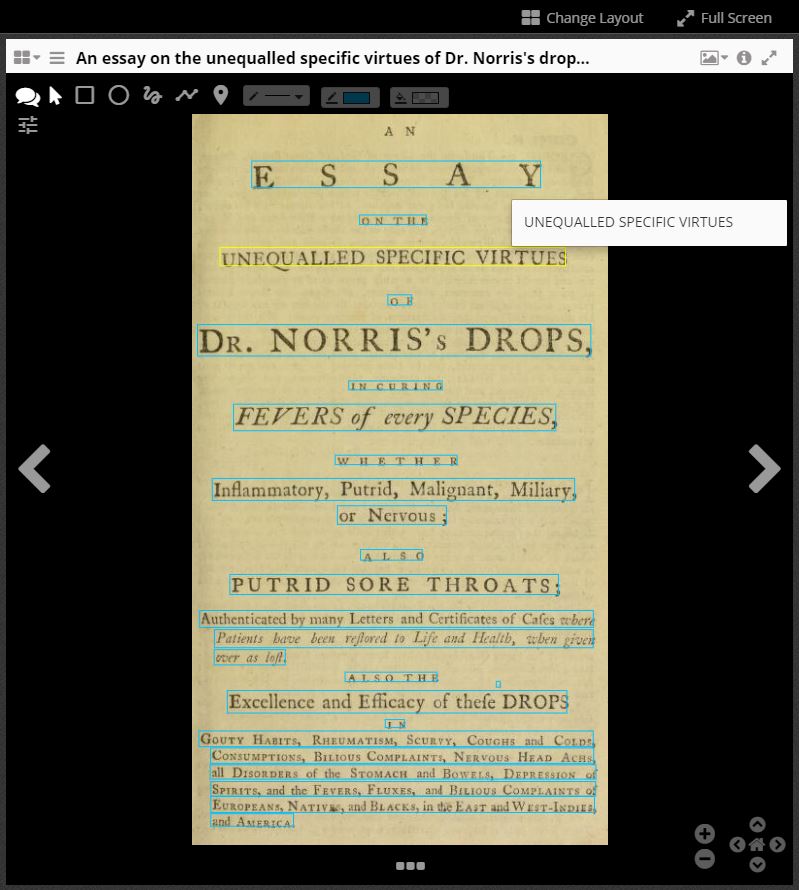 Change Layout Full Screen
An essay on the unequalled specific virtues of Dr. Norris's drop...
A N
E S S A Y
ON THE
UNEQUALLED SPECIFIC VIRTUES
UNEQUALLED SPECIFIC VIRTUES
OF
DR. NORRIS's DROPS,
IN CURING
FEVERS of every SPECIES,
WHETHER
Inflammatory, Putrid, Malignant, Miliary,
or Nervous ;
ALSO
PUTRID SORE THROATS;
Authenticated by many Letters and Certificates of Caſes where
Patients have been reſtored to Life and Health, when given
over as loſt.
ALSO THE
Excellence and Efficacy of theſe DROPS
IN
GOUTY HABITS, RHEUMATISM, SCURVY, COUGHS and COLDS,
CONSUMPTIONS, BILIOUS COMPLAINTS, NERVOUS HEAD ACHS,
all DISORDERS of the STOMACH and BOWELS, DEPRESSION of
SPIRITS, and the FEVERS, FLUXES, and BILIOUS COMPLAINTS of
EUROPEANS, NATIVES, and BLACKS, in the EAST and WEST-INDIES,
and AMERICA.